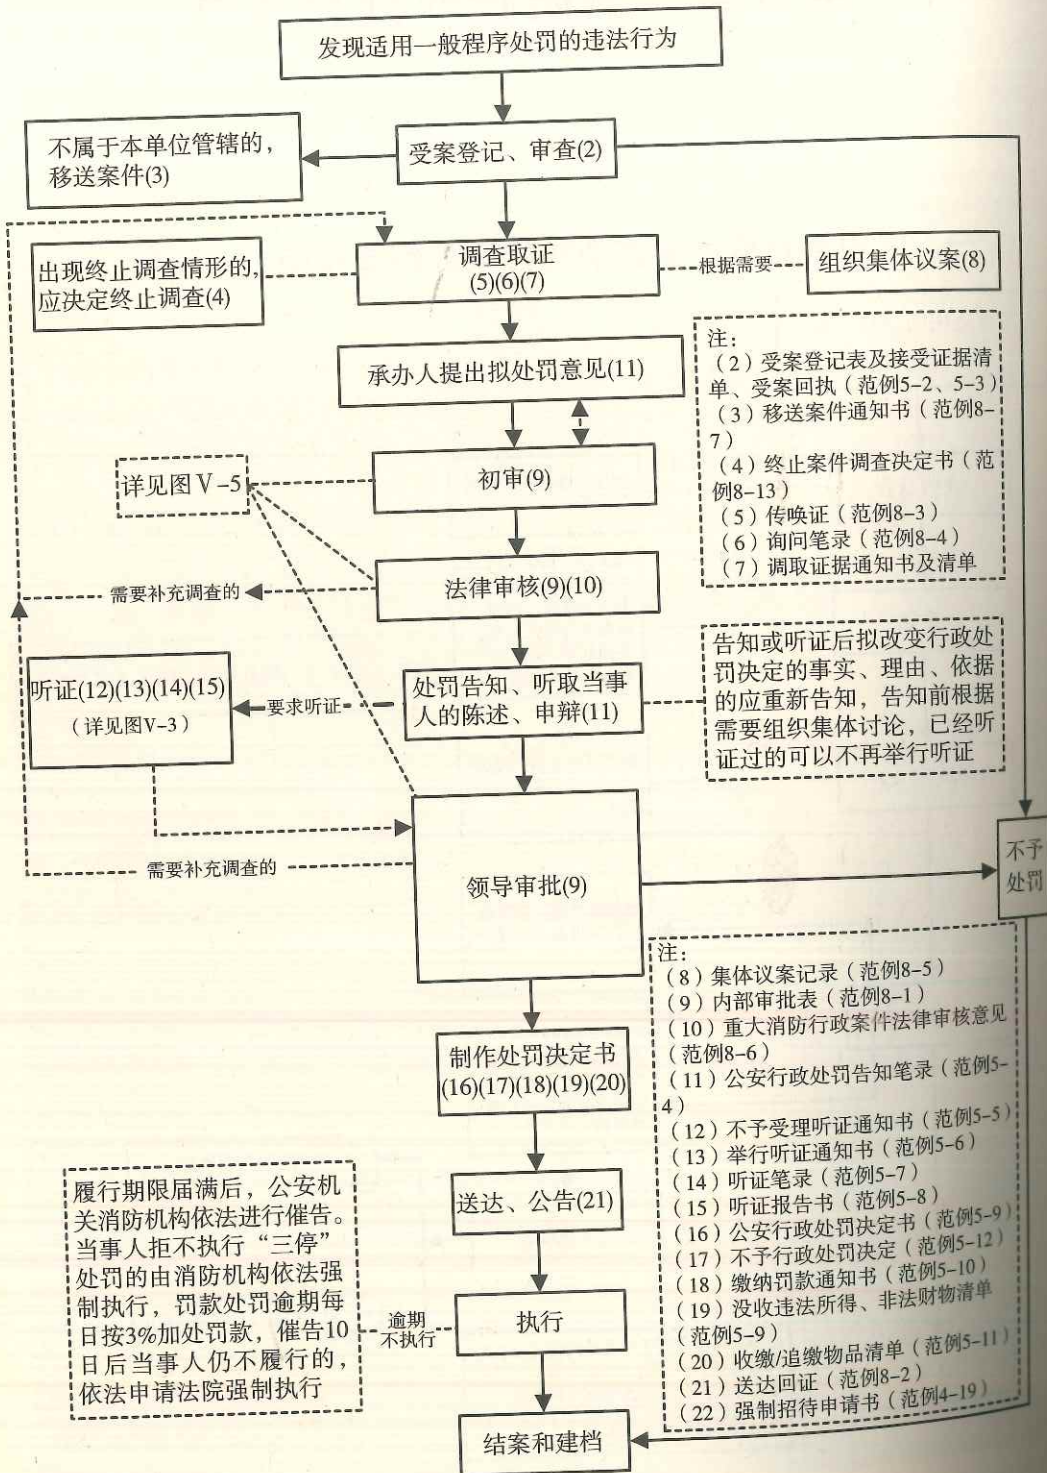 发现适用一般程序处罚的违法行为
不属于本单位管辖的，
移送案件(3)
受案登记、审查(2)
出现终止调查情形的，
应决定终止调查(4)
调查取证
(5)(6)(7)
根据需要
组织集体议案(8)
承办人提出拟处罚意见(11)
注：
（2）受案登记表及接受证据清
单、受案回执（范例5-2、5-3）
（3）移送案件通知书（范例8-
7）
（4）终止案件调查决定书（范
例8-13）
（5）传唤证（范例8-3）
（6）询问笔录（范例8-4）
（7）调取证据通知书及清单
详见图Ⅴ-5
初审(9)
需要补充调查的
法律审核(9)(10)
听证(12)(13)(14)(15)
（详见图V-3）
要求听证
处罚告知、听取当事
人的陈述、申辩(11)
告知或听证后拟改变行政处
罚决定的事实、理由、依据
的应重新告知，告知前根据
需要组织集体讨论，已经听
证过的可以不再举行听证
需要补充调查的
领导审批(9)
不予
处罚
注：
（8）集体议案记录（范例8-5）
（9）内部审批表（范例8-1）
（10）重大消防行政案件法律审核意见
（范例8-6）
（11）公安行政处罚告知笔录（范例5-
4）
（12）不予受理听证通知书（范例5-5）
（13）举行听证通知书（范例5-6）
（14）听证笔录（范例5-7）
（15）听证报告书（范例5-8）
（16）公安行政处罚决定书（范例5-9）
（17）不予行政处罚决定（范例5-12）
（18）缴纳罚款通知书（范例5-10）
（19）没收违法所得、非法财物清单
（范例5-9）
（20）收缴/追缴物品清单（范例5-11）
（21）送达回证（范例8-2）
（22）强制招待申请书（范例4-19）
制作处罚决定书
(16)(17)(18)(19)(20)
送达、公告(21)
履行期限届满后，公安机
关消防机构依法进行催告。
当事人拒不执行“三停”
处罚的由消防机构依法强
制执行，罚款处罚逾期每
日按3%加处罚款，催告10
日后当事人仍不履行的，
依法申请法院强制执行
逾期
不执行
执行
结案和建档